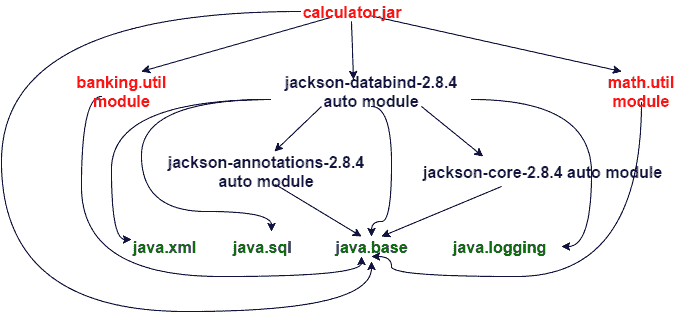 calculator.jar
banking.util
module
jackson-databind-2.8.4
auto module
math.util
module
jackson-annotations-2.8.4
auto module
jackson-core-2.8.4 auto module
java.xml
java.sql
java.base
java.logging